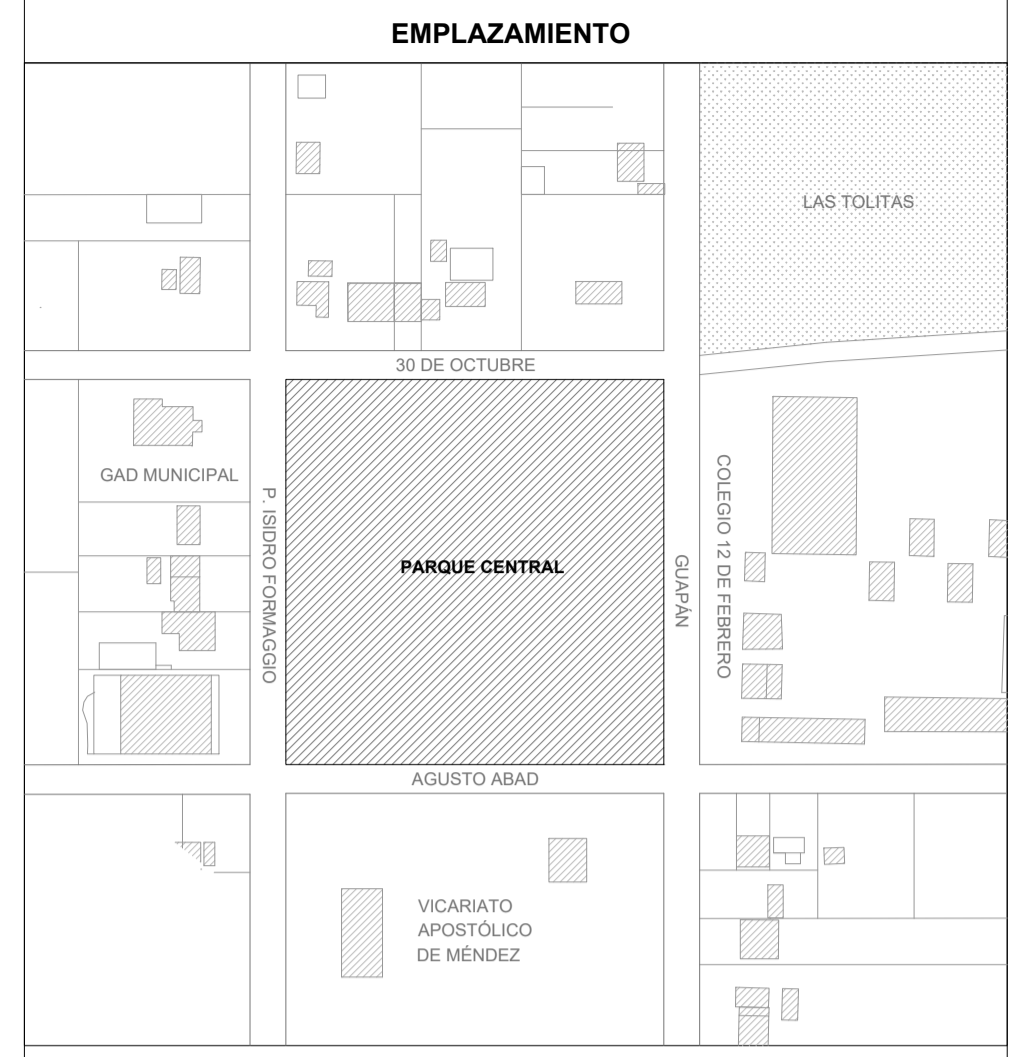 EMPLAZAMIENTO
LAS TOLITAS
30 DE OCTUBRE
GAD MUNICIPAL
P. ISIDRO FORMAGGIO
PARQUE CENTRAL
GUAPÁN
COLEGIO 12 DE FEBRERO
AGUSTO ABAD
VICARIATO
APOSTÓLICO
DE MÉNDEZ